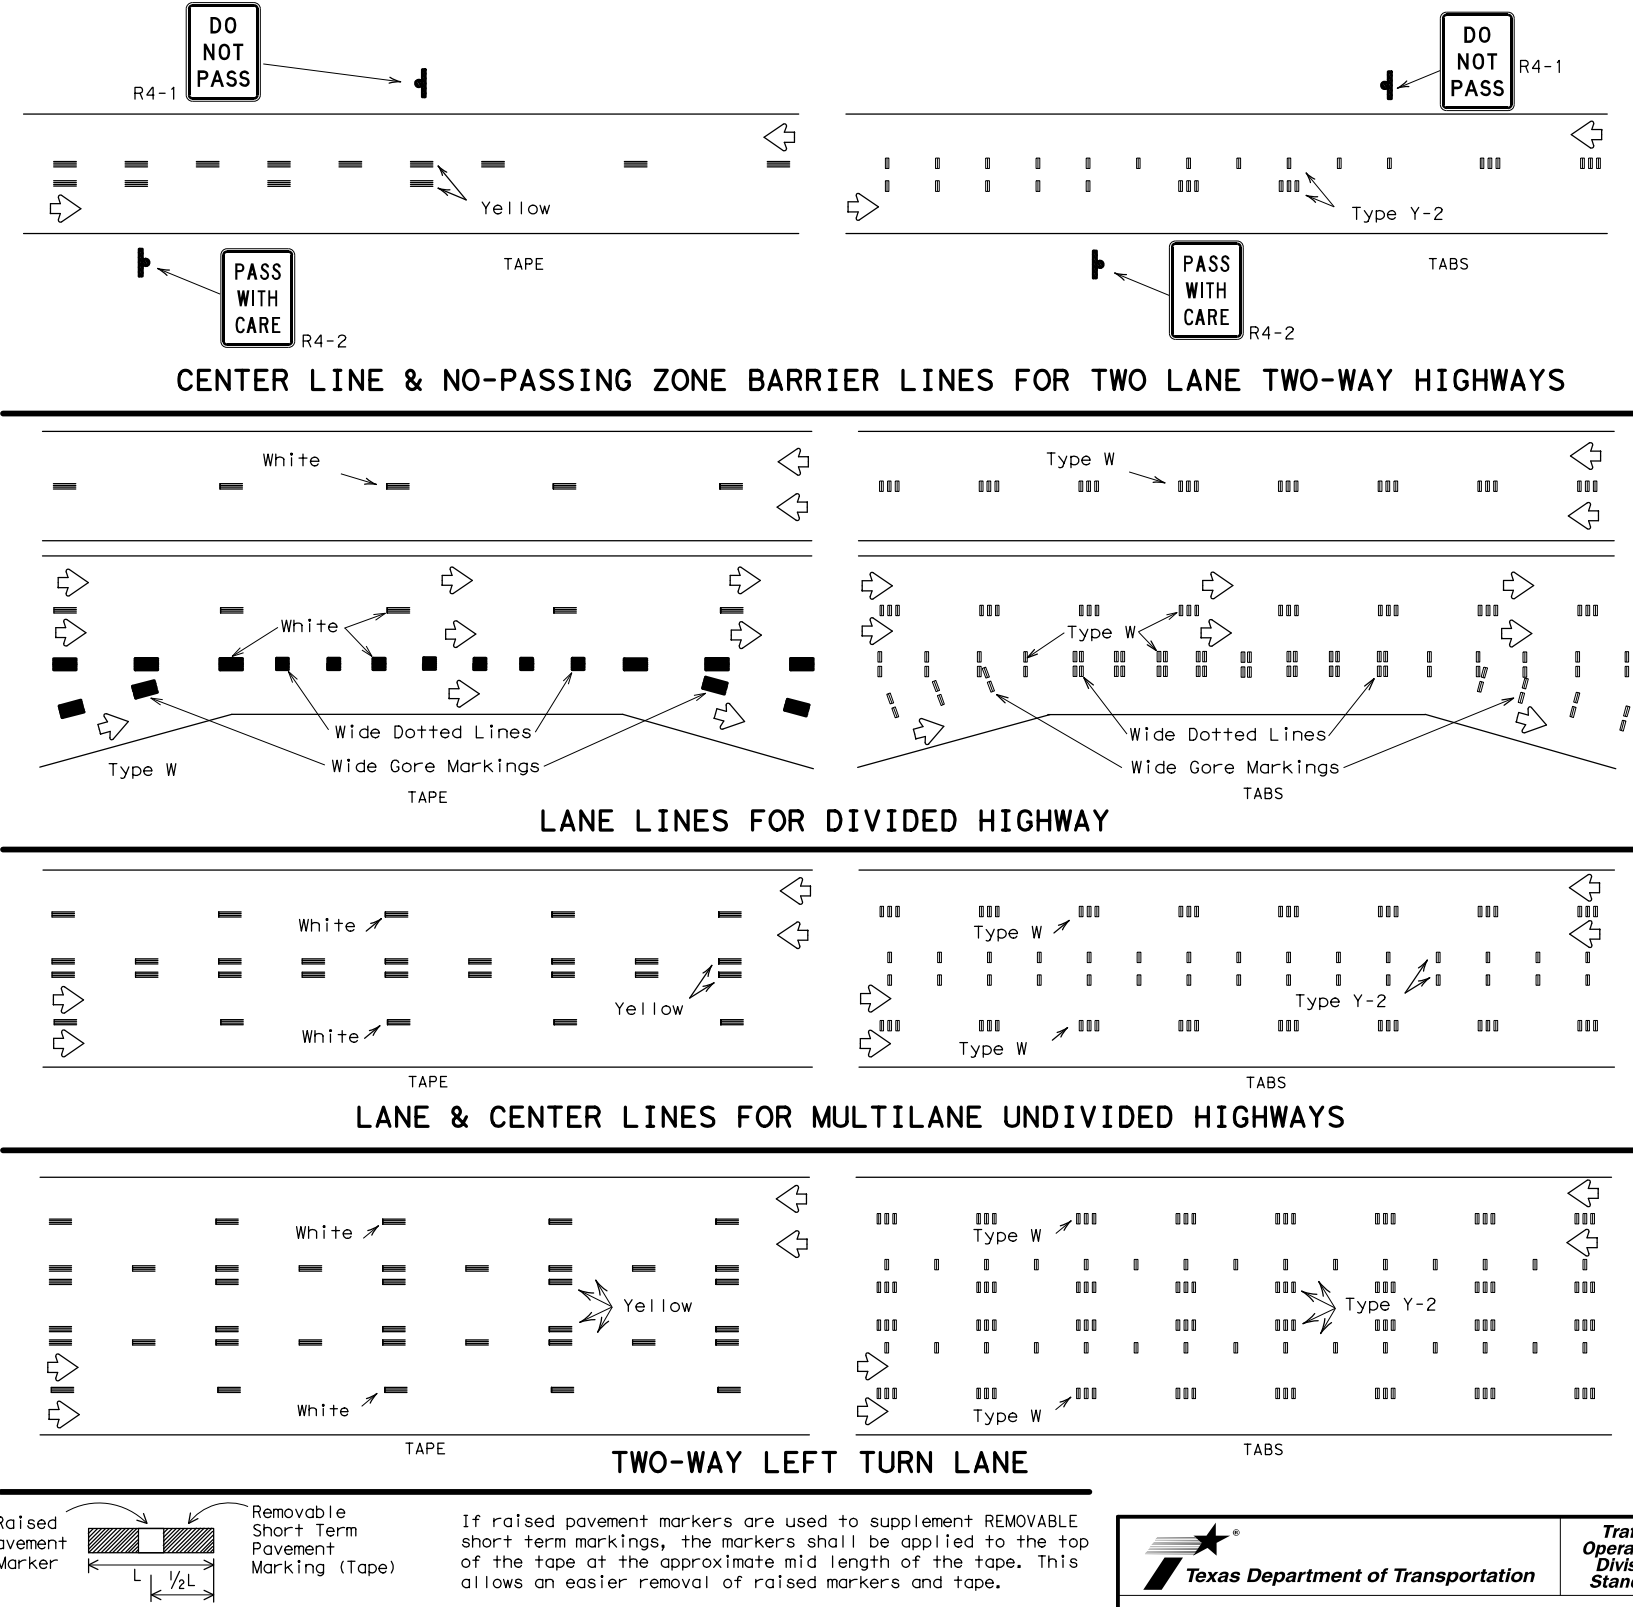 DO
NOT
PASS
R4-1
Yellow
TAPE
PASS
WITH
CARE
R4-2
DO
NOT
PASS
R4-1
Type Y-2
TABS
PASS
WITH
CARE
R4-2
CENTER LINE & NO-PASSING ZONE BARRIER LINES FOR TWO LANE TWO-WAY HIGHWAYS
White
White
Wide Dotted Lines
Wide Gore Markings
Type W
TAPE
Type W
Type W
Wide Dotted Lines
Wide Gore Markings
TABS
LANE LINES FOR DIVIDED HIGHWAY
White
Yellow
White
TAPE
Type W
Type Y-2
Type W
TABS
LANE & CENTER LINES FOR MULTILANE UNDIVIDED HIGHWAYS
White
Yellow
White
TAPE
Type W
Type Y-2
Type W
TABS
TWO-WAY LEFT TURN LANE
Raised
Pavement
Marker
L
1/2L
Removable
Short Term
Pavement
Marking (Tape)
If raised pavement markers are used to supplement REMOVABLE
short term markings, the markers shall be applied to the top
of the tape at the approximate mid length of the tape. This
allows an easier removal of raised markers and tape.
®
Texas Department of Transportation